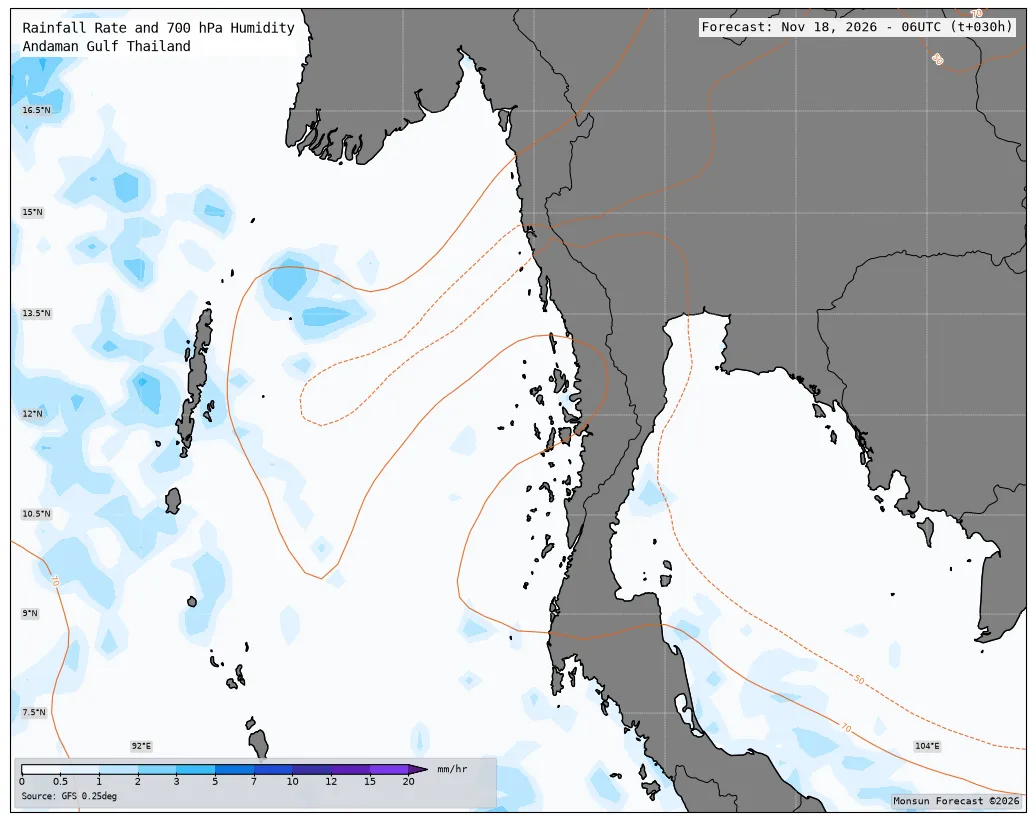 Rainfall Rate and 700 hPa Humidity
Andaman Gulf Thailand
Forecast: Nov 18, 2026 - 06UTC (t+030h)
70
50
16.5°N
15°N
13.5°N
12°N
10.5°N
70
9°N
50
7.5°N
70
92°E
104°E
mm/hr
0 0.5 1 2 3 5 7 10 12 15 20
Source: GFS 0.25deg
Monsun Forecast ©2026